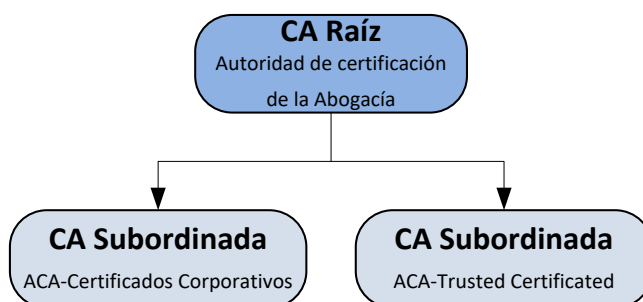 CA Raíz
Autoridad de certificación
de la Abogacía
CA Subordinada
ACA-Certificados Corporativos
CA Subordinada
ACA-Trusted Certificated